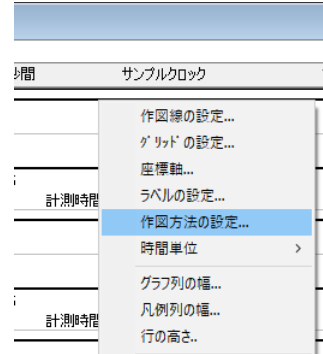 秒間 サンプルクロック
作図線の設定...
グリッドの設定...
座標軸...
ラベルの設定...
計測時間
作図方法の設定...
時間単位 >
グラフ列の幅...
凡例列の幅...
計測時間
行の高さ..